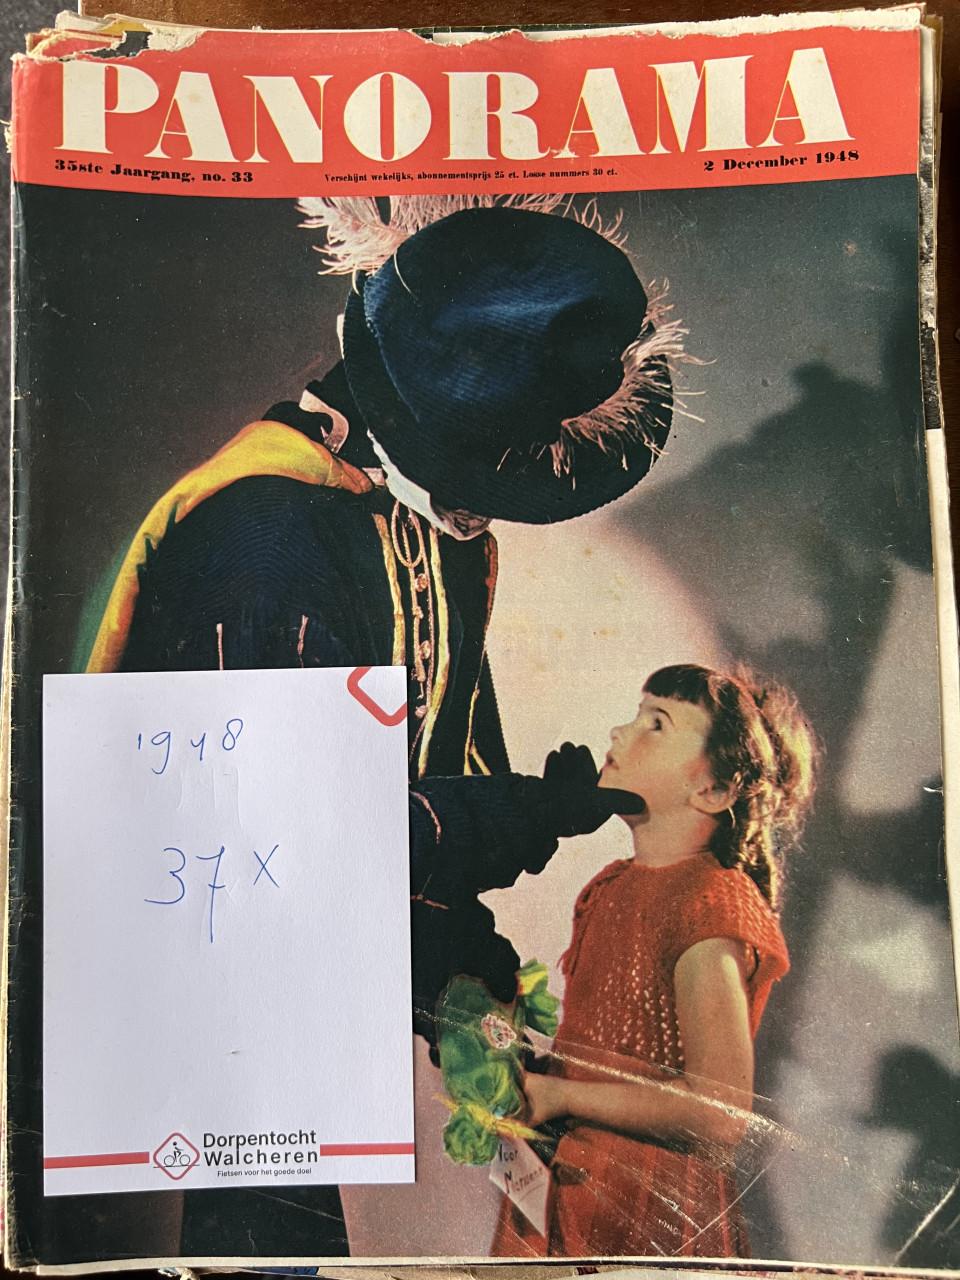 PANORAMA
35ste Jaargang, no. 33
Verschijnt wekelijks, abonnementsprijs 25 ct. Losse nummers 30 ct.
2 December 1948
1948
37 X
Dorpentocht
Walcheren
Fietsen voor het goede doel
Voor